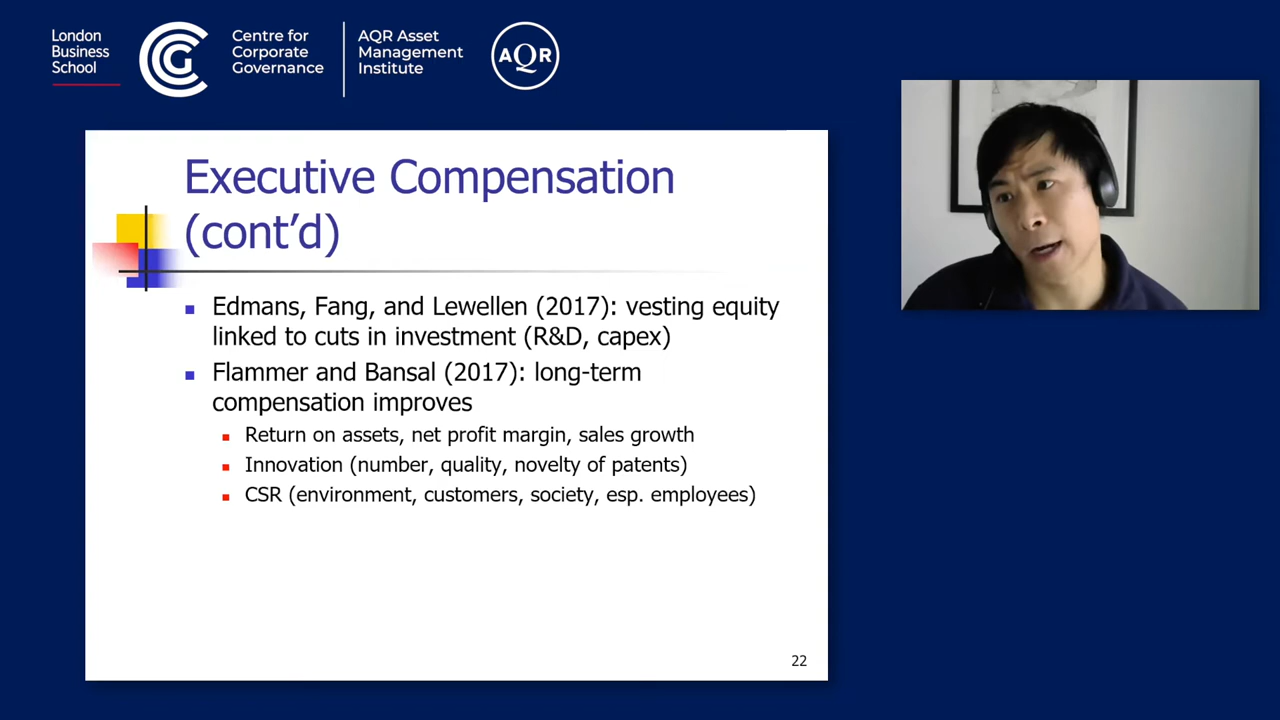 London
Business
School
Centre for
Corporate
Governance
AQR Asset
Management
Institute
AQR
Executive Compensation
(cont’d)
Edmans, Fang, and Lewellen (2017): vesting equity
linked to cuts in investment (R&D, capex)
Flammer and Bansal (2017): long-term
compensation improves
Return on assets, net profit margin, sales growth
Innovation (number, quality, novelty of patents)
CSR (environment, customers, society, esp. employees)
22